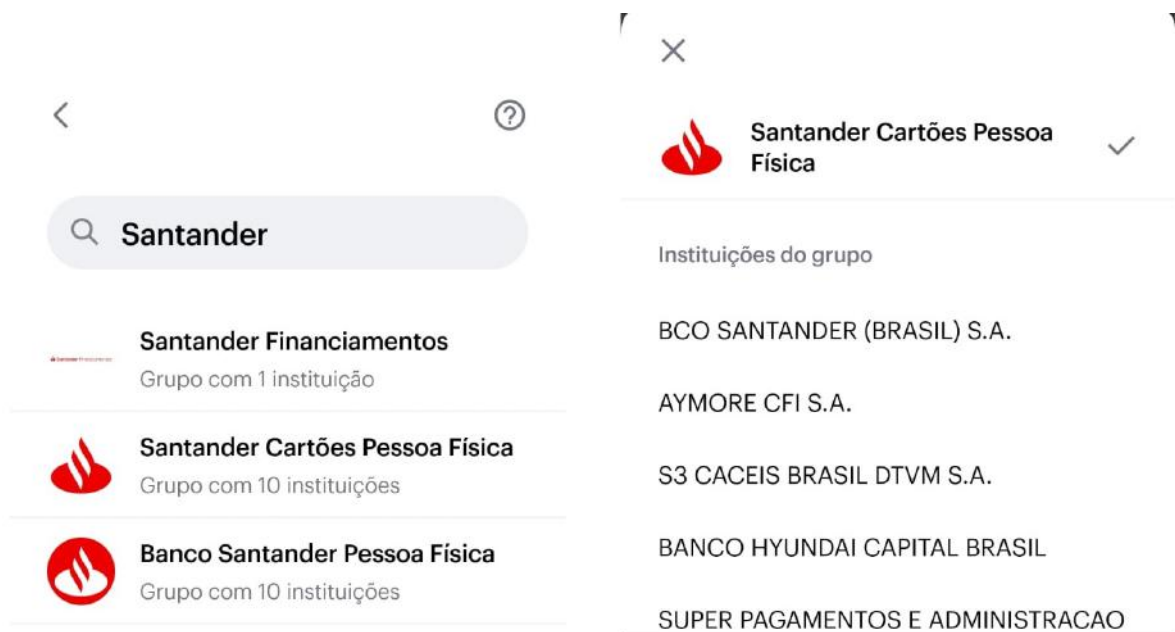 Santander
Santander Financiamentos
Grupo com 1 instituição
Santander Cartões Pessoa Física
Grupo com 10 instituições
Banco Santander Pessoa Física
Grupo com 10 instituições
Santander Cartões Pessoa
Física
Instituições do grupo
BCO SANTANDER (BRASIL) S.A.
AYMORE CFI S.A.
S3 CACEIS BRASIL DTVM S.A.
BANCO HYUNDAI CAPITAL BRASIL
SUPER PAGAMENTOS E ADMINISTRACAO